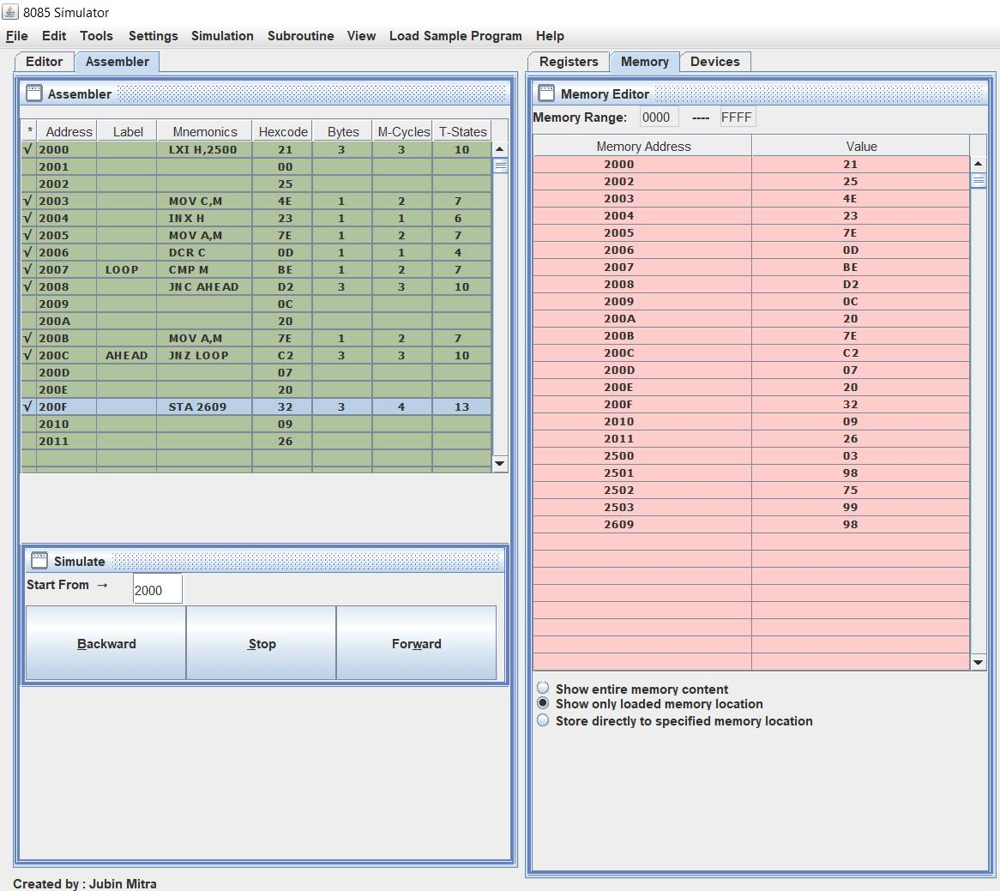 8085 Simulator
File Edit Tools Settings Simulation Subroutine View Load Sample Program Help
Editor Assembler
Assembler
* Address Label Mnemonics Hexcode Bytes M-Cycles T-States
√ 2000 LXI H,2500 21 3 3 10
2001 00
2002 25
√ 2003 MOV C,M 4E 1 2 7
√ 2004 INX H 23 1 1 6
√ 2005 MOV A,M 7E 1 2 7
√ 2006 DCR C 0D 1 1 4
√ 2007 LOOP CMP M BE 1 2 7
√ 2008 JNC AHEAD D2 3 3 10
2009 0C
200A 20
√ 200B MOV A,M 7E 1 2 7
√ 200C AHEAD JNZ LOOP C2 3 3 10
200D 07
200E 20
√ 200F STA 2609 32 3 4 13
2010 09
2011 26
Simulate
Start From → 2000
Backward Stop Forward
Registers Memory Devices
Memory Editor
Memory Range: 0000 ---- FFFF
Memory Address Value
2000 21
2002 25
2003 4E
2004 23
2005 7E
2006 0D
2007 BE
2008 D2
2009 0C
200A 20
200B 7E
200C C2
200D 07
200E 20
200F 32
2010 09
2011 26
2500 03
2501 98
2502 75
2503 99
2609 98
Show entire memory content
Show only loaded memory location
Store directly to specified memory location
Created by : Jubin Mitra